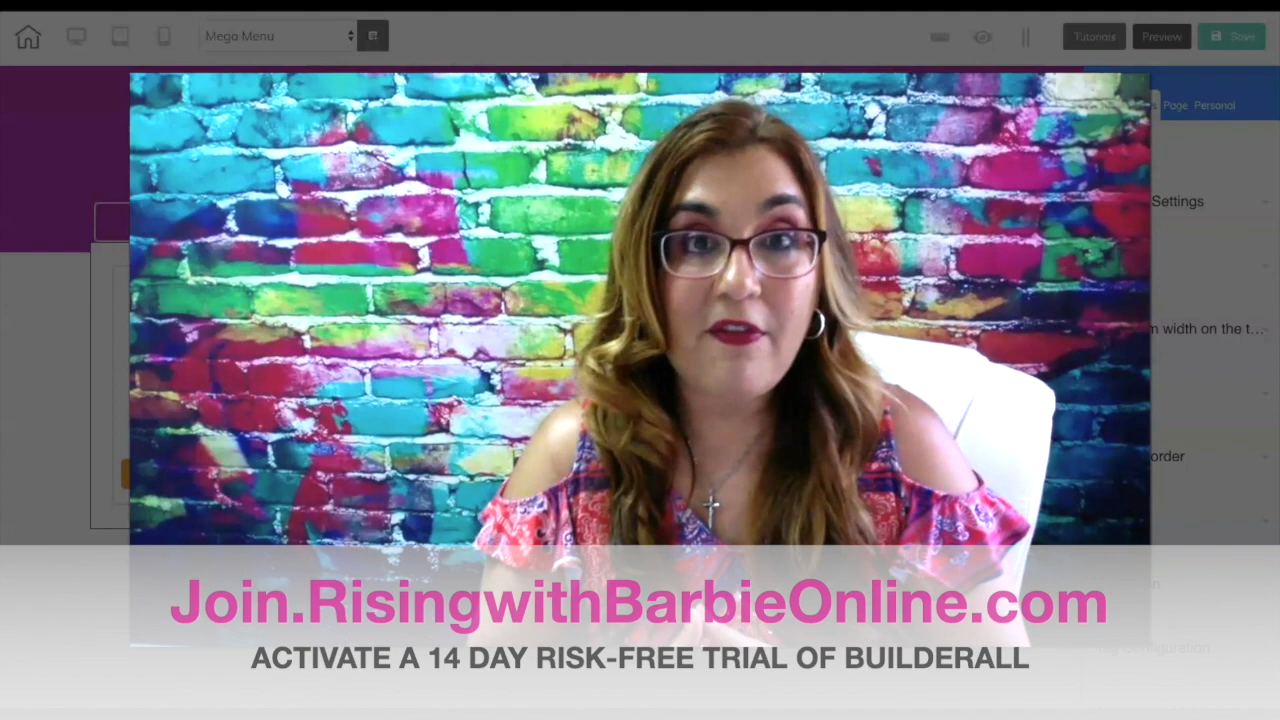 Mega Menu
Tutorials
Preview
Save
Page Personal
Settings
width on the t...
order
Join.RisingwithBarbieOnline.com
ACTIVATE A 14 DAY RISK-FREE TRIAL OF BUILDERALL